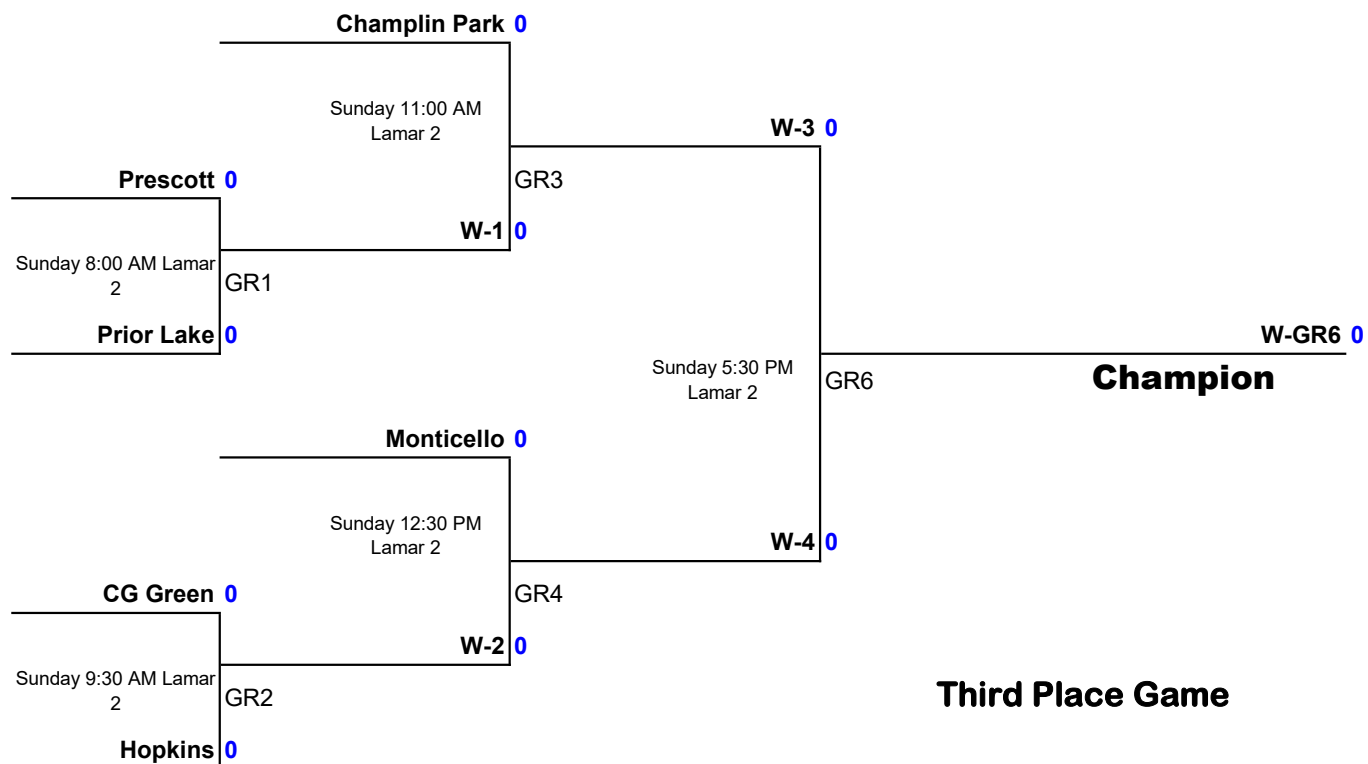 Champlin Park 0
Sunday 11:00 AM
Lamar 2
W-3 0
Prescott 0
GR3
W-1 0
Sunday 8:00 AM Lamar
2
GR1
Prior Lake 0
W-GR6 0
Sunday 5:30 PM
Lamar 2
GR6
Champion
Monticello 0
Sunday 12:30 PM
Lamar 2
W-4 0
CG Green 0
GR4
W-2 0
Sunday 9:30 AM Lamar
2
GR2
Third Place Game
Hopkins 0